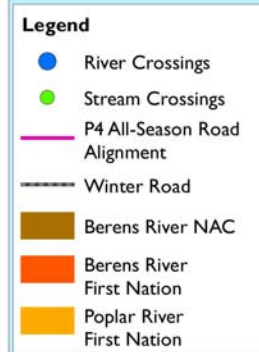 Legend
River Crossings
Stream Crossings
P4 All-Season Road
Alignment
Winter Road
Berens River NAC
Berens River
First Nation
Poplar River
First Nation